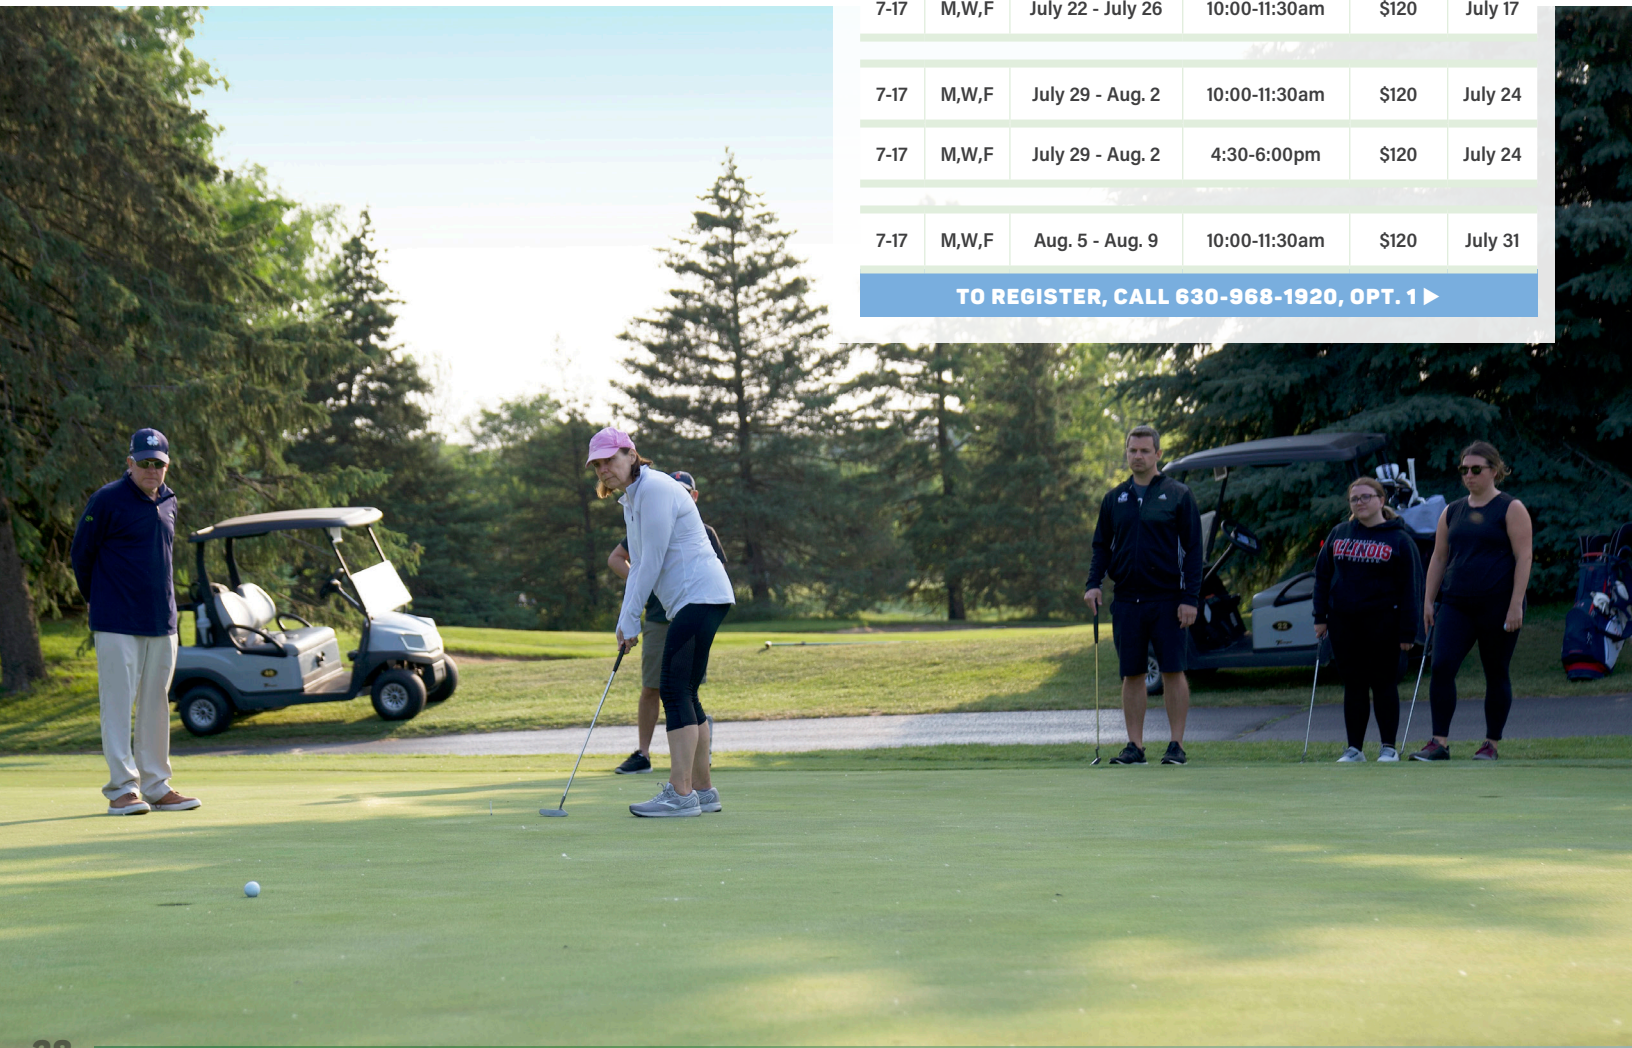 7-17 M,W,F July 22 - July 26 10:00-11:30am $120 July 17
7-17 M,W,F July 29 - Aug. 2 10:00-11:30am $120 July 24
7-17 M,W,F July 29 - Aug. 2 4:30-6:00pm $120 July 24
7-17 M,W,F Aug. 5 - Aug. 9 10:00-11:30am $120 July 31
TO REGISTER, CALL 630-968-1920, OPT. 1 ▶
ILLINOIS